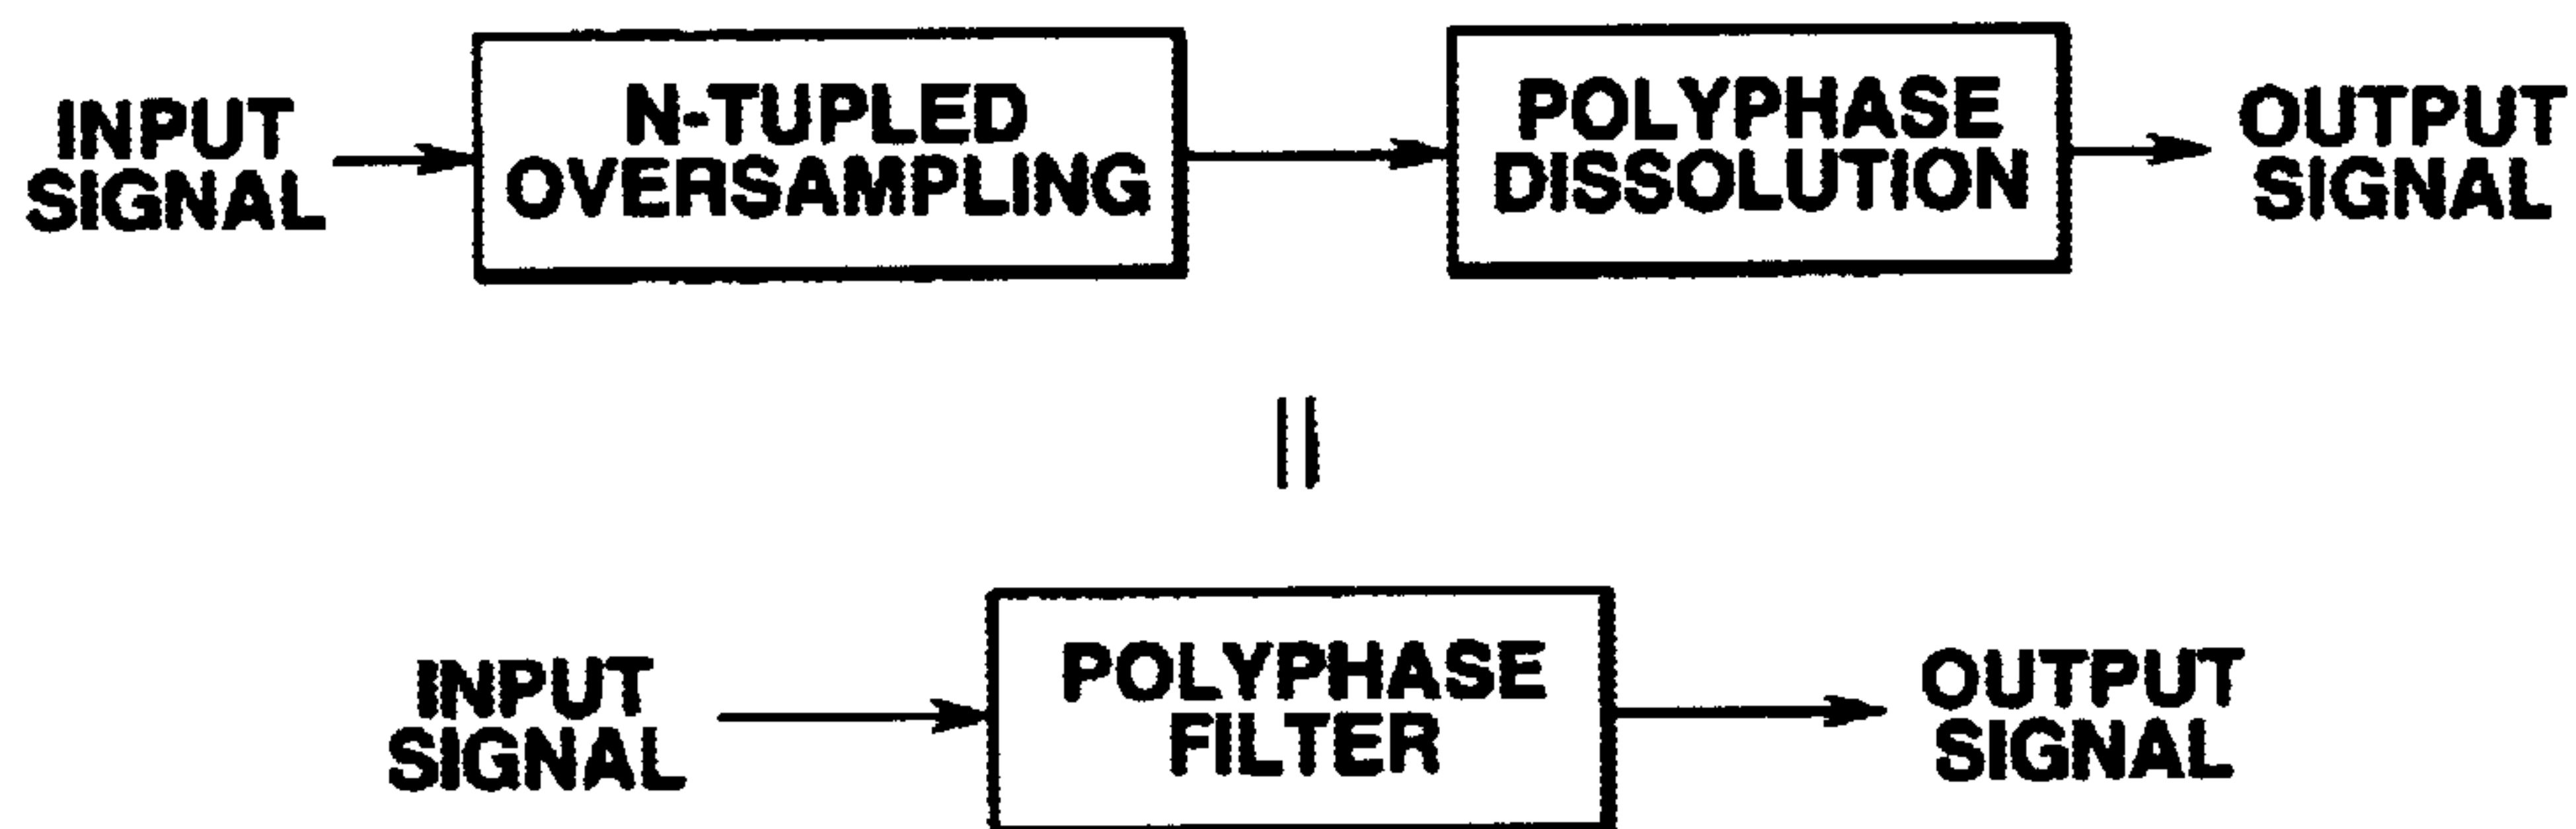 INPUT
SIGNAL
N-TUPLED
OVERSAMPLING
POLYPHASE
DISSOLUTION
OUTPUT
SIGNAL
INPUT
SIGNAL
POLYPHASE
FILTER
OUTPUT
SIGNAL